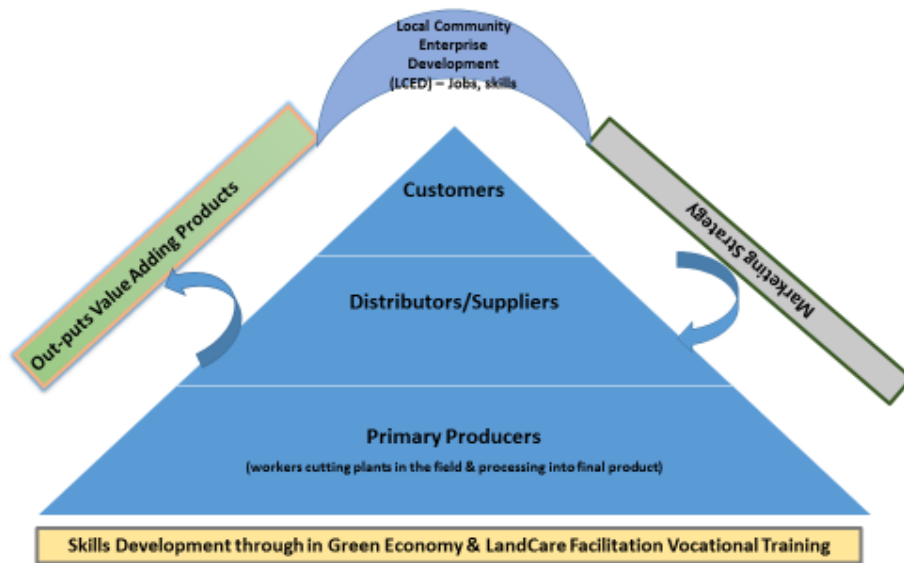 Local Community
Enterprise
Development
(LCED) – Jobs, skills
Out-puts Value Adding Products
Marketing Strategy
Customers
Distributors/Suppliers
Primary Producers
(workers cutting plants in the field & processing into final product)
Skills Development through in Green Economy & LandCare Facilitation Vocational Training